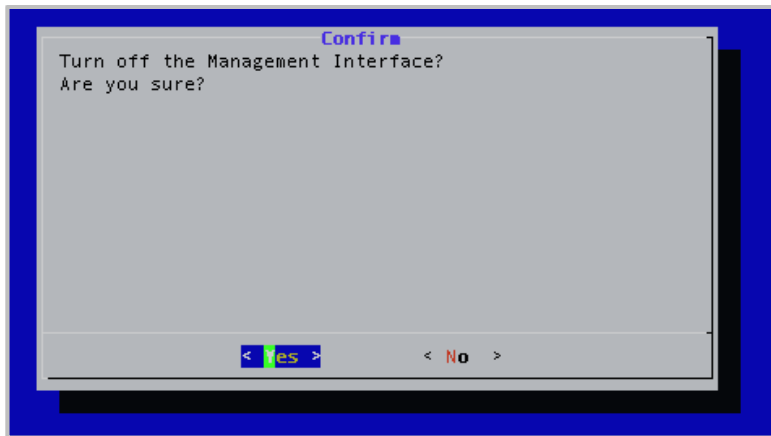 Confirm
Turn off the Management Interface?
Are you sure?
< Yes > < No >